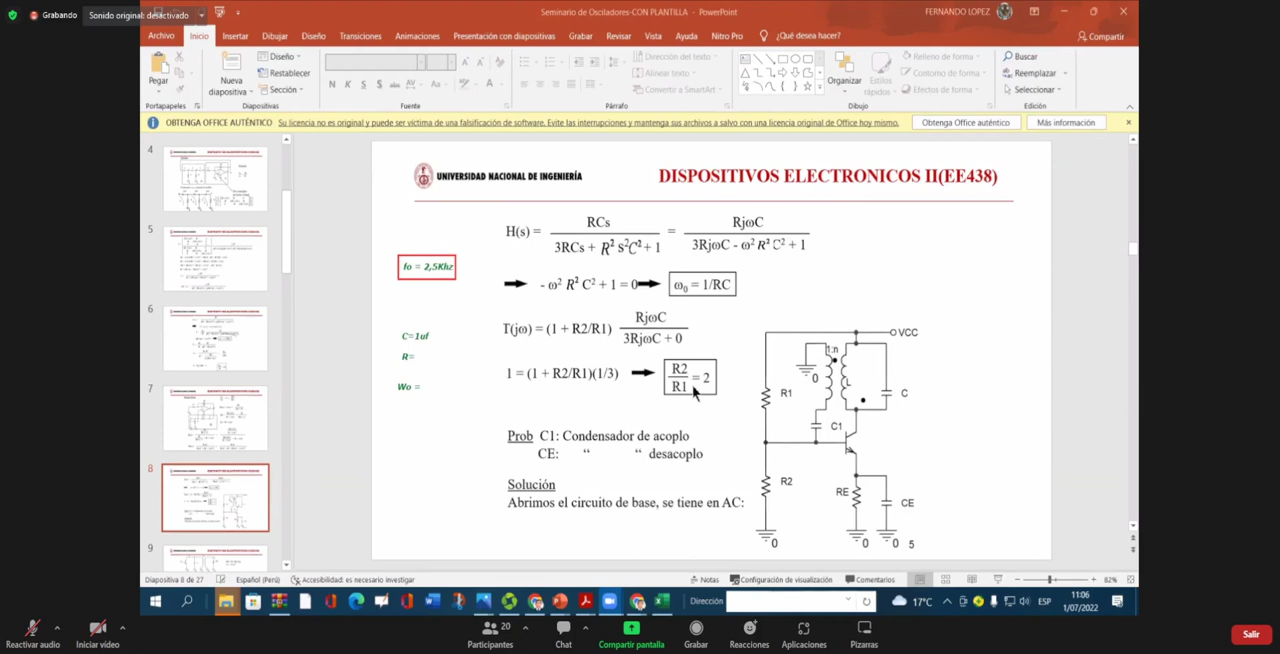 Grabando
Sonido original: desactivado
Seminario de Osciladores-CON PLANTILLA - PowerPoint
FERNANDO LOPEZ
Archivo Inicio Insertar Dibujar Diseño Transiciones Animaciones Presentación con diapositivas Grabar Revisar Vista Ayuda Nitro Pro ¿Qué desea hacer? Compartir
Pegar
Nueva diapositiva
Diseño
Restablecer
Sección
N K S S abc AV Aa A
Dirección del texto
Alinear texto
Convertir a SmartArt
Organizar
Estilos rápidos
Relleno de forma
Contorno de forma
Efectos de forma
Buscar
Reemplazar
Seleccionar
Portapapeles Diapositivas Fuente Párrafo Dibujo Edición
OBTENGA OFFICE AUTÉNTICO Su licencia no es original y puede ser víctima de una falsificación de software. Evite las interrupciones y mantenga sus archivos a salvo con una licencia original de Office hoy mismo. Obtenga Office auténtico Más información
4
5
6
7
8
9
UNIVERSIDAD NACIONAL DE INGENIERÍA
DISPOSITIVOS ELECTRONICOS II(EE438)
H(s) = RCs / 3RCs + R² s²C²+ 1 = RjωC / 3RjωC - ω² R² C² + 1
fo = 2,5Khz
- ω² R² C² + 1 = 0 ω₀ = 1/RC
T(jω) = (1 + R2/R1) RjωC / 3RjωC + 0
C=1uf
R=
Wo =
1 = (1 + R2/R1)(1/3) R2 / R1 = 2
Prob C1: Condensador de acoplo
CE: “ “ desacoplo
Solución
Abrimos el circuito de base, se tiene en AC:
VCC
1:n
0
L
R1
C
C1
R2
RE
CE
0
0
0
5
Diapositiva 8 de 27 Español (Perú) Accesibilidad: es necesario investigar Notas Configuración de visualización Comentarios 82%
Dirección
17°C
ESP
11:06
1/07/2022
Reactivar audio
Iniciar video
20
Participantes
Chat
Compartir pantalla
Grabar
Reacciones
Aplicaciones
Pizarras
Salir